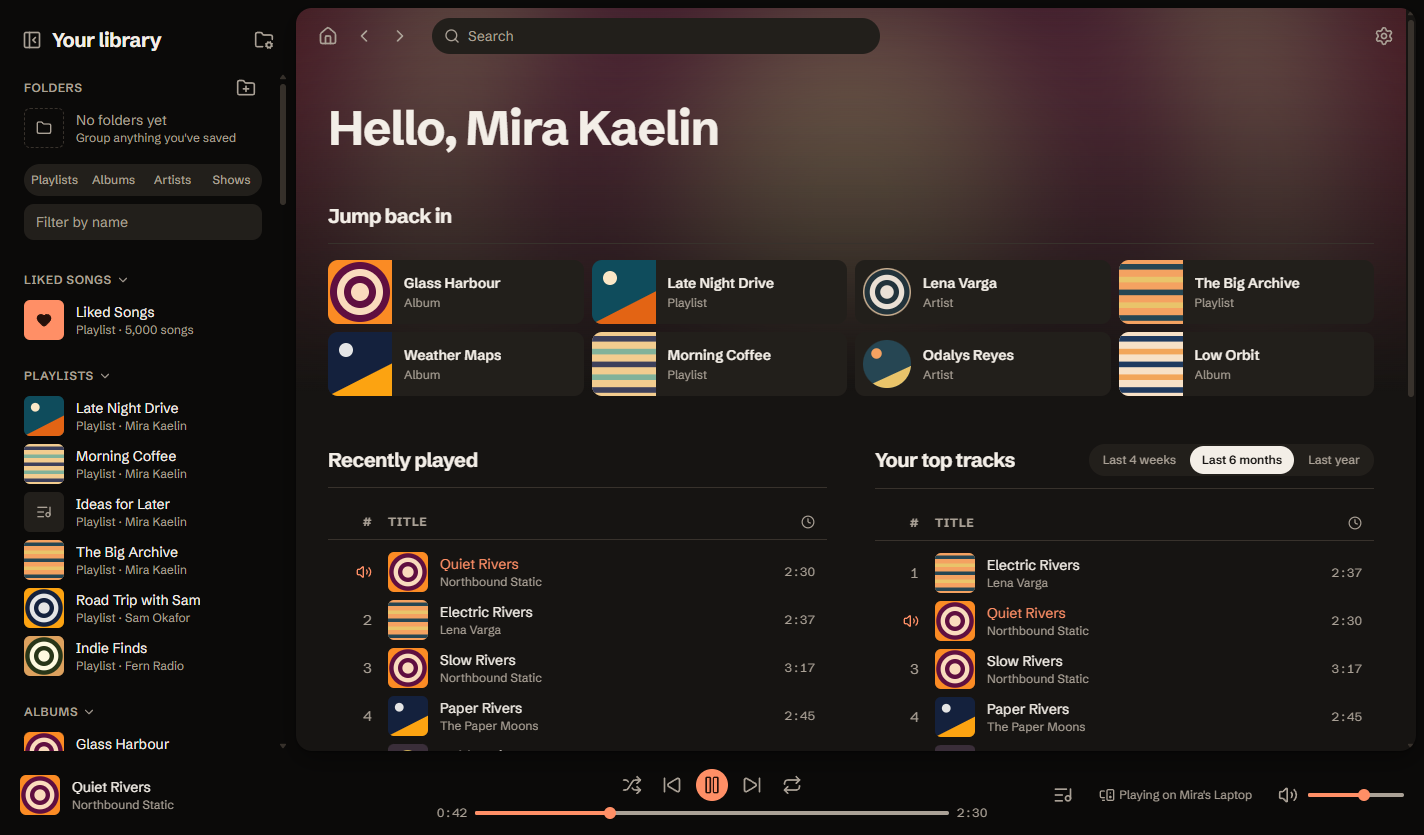 Your library
FOLDERS
No folders yet
Group anything you've saved
Playlists Albums Artists Shows
Filter by name
LIKED SONGS
Liked Songs
Playlist · 5,000 songs
PLAYLISTS
Late Night Drive
Playlist · Mira Kaelin
Morning Coffee
Playlist · Mira Kaelin
Ideas for Later
Playlist · Mira Kaelin
The Big Archive
Playlist · Mira Kaelin
Road Trip with Sam
Playlist · Sam Okafor
Indie Finds
Playlist · Fern Radio
ALBUMS
Glass Harbour
Search
Hello, Mira Kaelin
Jump back in
Glass Harbour
Album
Late Night Drive
Playlist
Lena Varga
Artist
The Big Archive
Playlist
Weather Maps
Album
Morning Coffee
Playlist
Odalys Reyes
Artist
Low Orbit
Album
Recently played
# TITLE
Quiet Rivers
Northbound Static
2:30
2
Electric Rivers
Lena Varga
2:37
3
Slow Rivers
Northbound Static
3:17
4
Paper Rivers
The Paper Moons
2:45
Your top tracks
Last 4 weeks Last 6 months Last year
# TITLE
1
Electric Rivers
Lena Varga
2:37
Quiet Rivers
Northbound Static
2:30
3
Slow Rivers
Northbound Static
3:17
4
Paper Rivers
The Paper Moons
2:45
Quiet Rivers
Northbound Static
0:42
2:30
Playing on Mira's Laptop